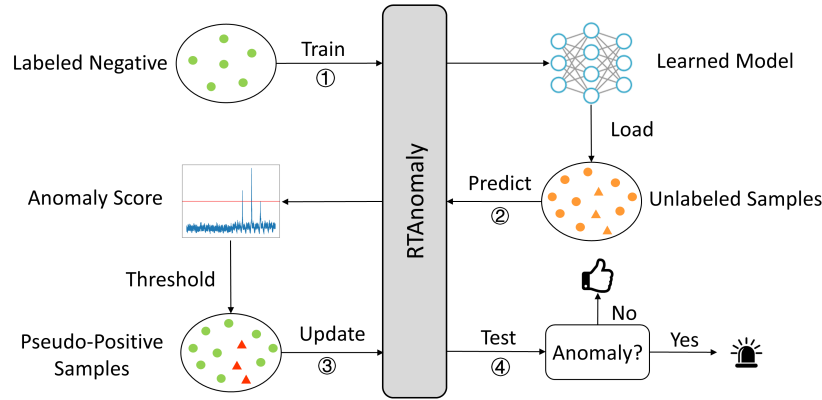 Labeled Negative
Train
①
Learned Model
Load
RTAnomaly
Anomaly Score
Predict
②
Unlabeled Samples
Threshold
Pseudo-Positive
Samples
Update
③
Test
④
Anomaly?
No
Yes